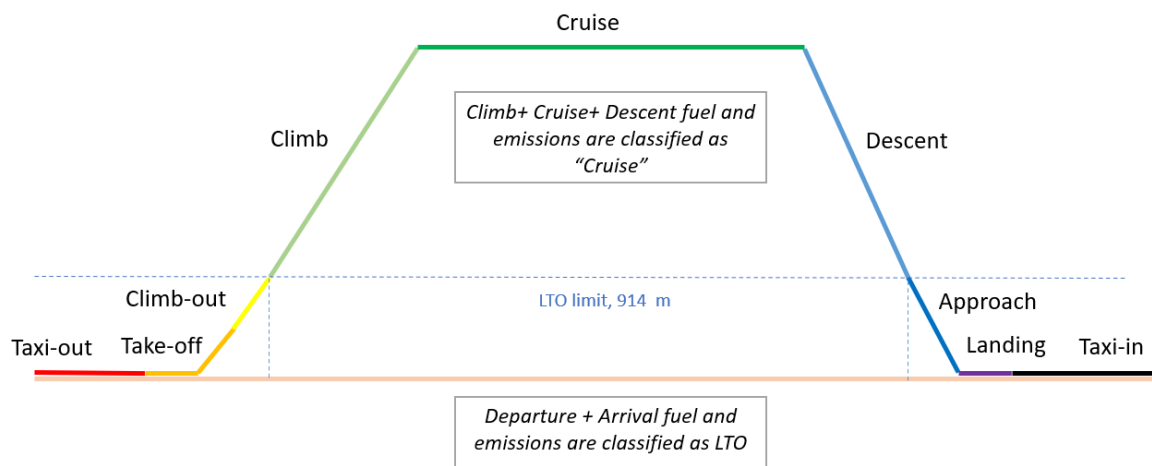 Cruise
Climb+ Cruise+ Descent fuel and
emissions are classified as
“Cruise”
Climb
Descent
Climb-out
LTO limit, 914 m
Approach
Taxi-out
Take-off
Landing
Taxi-in
Departure + Arrival fuel and
emissions are classified as LTO